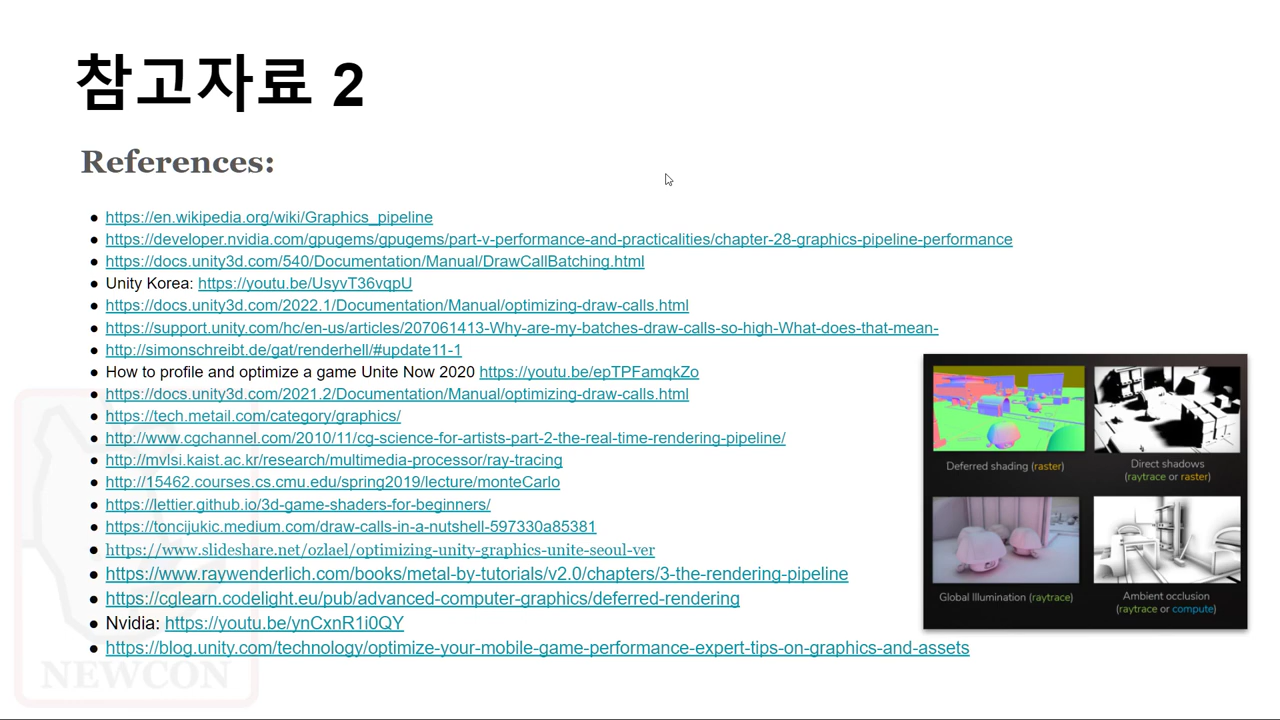 참고자료 2
References:
● https://en.wikipedia.org/wiki/Graphics_pipeline
● https://developer.nvidia.com/gpugems/gpugems/part-v-performance-and-practicalities/chapter-28-graphics-pipeline-performance
● https://docs.unity3d.com/540/Documentation/Manual/DrawCallBatching.html
● Unity Korea: https://youtu.be/UsyvT36vqpU
● https://docs.unity3d.com/2022.1/Documentation/Manual/optimizing-draw-calls.html
● https://support.unity.com/hc/en-us/articles/207061413-Why-are-my-batches-draw-calls-so-high-What-does-that-mean-
● http://simonschreibt.de/gat/renderhell/#update11-1
● How to profile and optimize a game Unite Now 2020 https://youtu.be/epTPFamqkZo
● https://docs.unity3d.com/2021.2/Documentation/Manual/optimizing-draw-calls.html
● https://tech.metail.com/category/graphics/
● http://www.cgchannel.com/2010/11/cg-science-for-artists-part-2-the-real-time-rendering-pipeline/
● http://mvlsi.kaist.ac.kr/research/multimedia-processor/ray-tracing
● http://15462.courses.cs.cmu.edu/spring2019/lecture/monteCarlo
● https://lettier.github.io/3d-game-shaders-for-beginners/
● https://toncijukic.medium.com/draw-calls-in-a-nutshell-597330a85381
● https://www.slideshare.net/ozlael/optimizing-unity-graphics-unite-seoul-ver
● https://www.raywenderlich.com/books/metal-by-tutorials/v2.0/chapters/3-the-rendering-pipeline
● https://cglearn.codelight.eu/pub/advanced-computer-graphics/deferred-rendering
● Nvidia: https://youtu.be/ynCxnR1i0QY
● https://blog.unity.com/technology/optimize-your-mobile-game-performance-expert-tips-on-graphics-and-assets
Deferred shading (raster)
Direct shadows
(raytrace or raster)
Global Illumination (raytrace)
Ambient occlusion
(raytrace or compute)
NEWCON